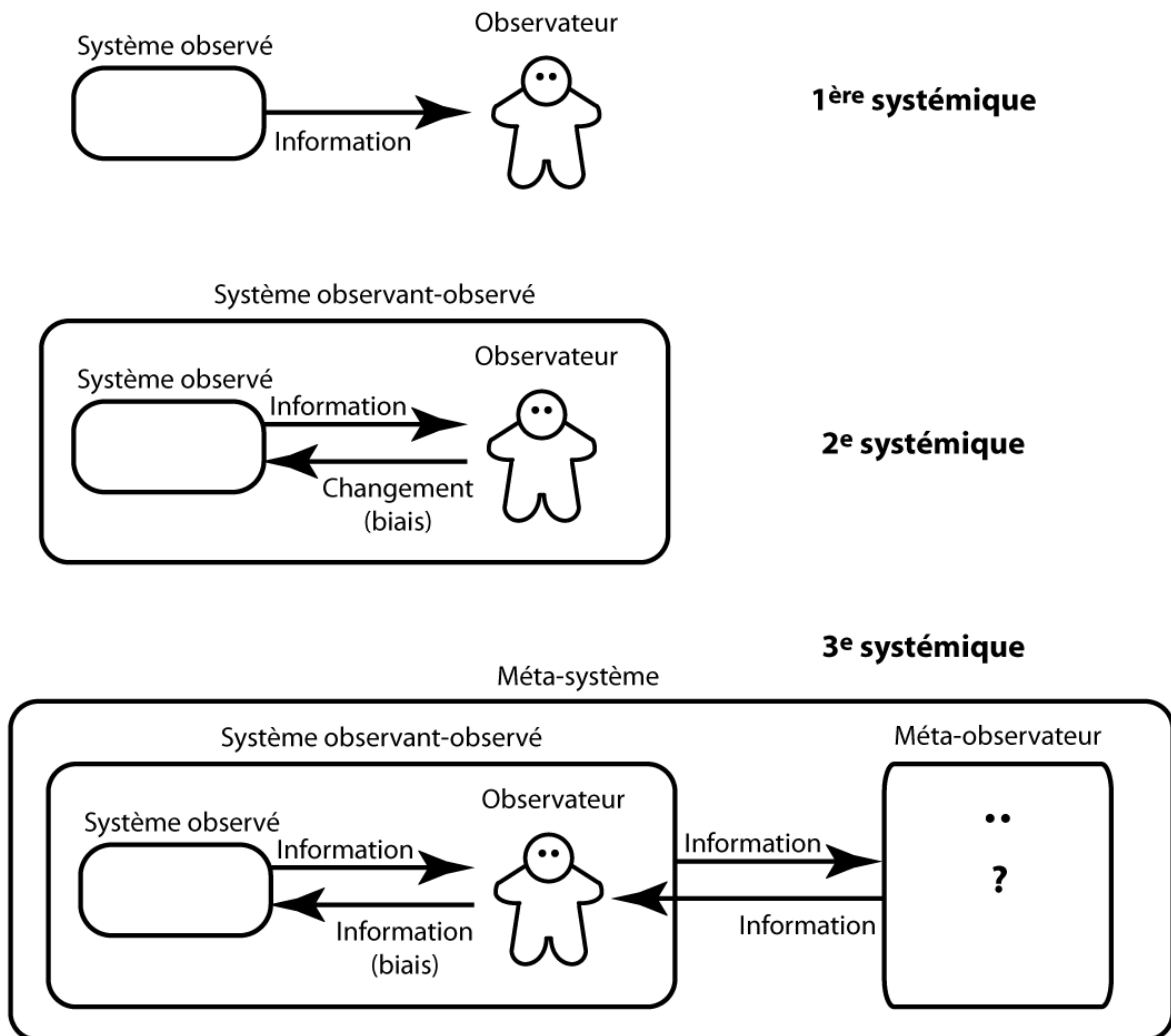 Système observé
Observateur
1ère systémique
Information
Système observant-observé
Système observé
Observateur
Information
2e systémique
Changement
(biais)
3e systémique
Méta-système
Système observant-observé
Méta-observateur
Système observé
Observateur
Information
Information
?
Information
(biais)
Information